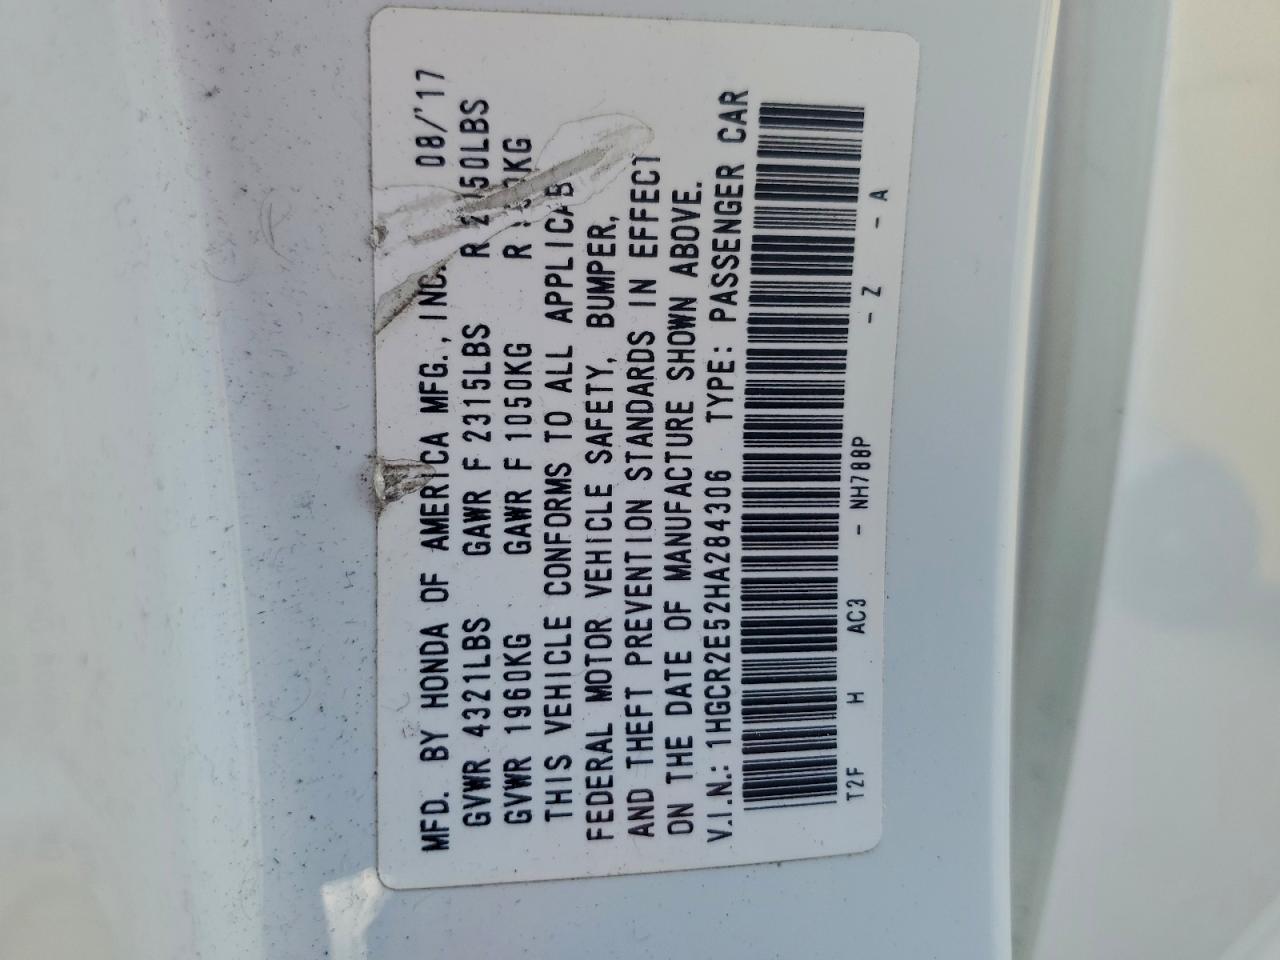 MFD. BY HONDA OF AMERICA MFG., INC. 08/'17
GVWR 4321LBS GAWR F 2315LBS R
GVWR 1960KG GAWR F 1050KG R
THIS VEHICLE CONFORMS TO ALL
FEDERAL MOTOR VEHICLE SAFETY, BUMPER,
AND THEFT PREVENTION STANDARDS IN EFFECT
ON THE DATE OF MANUFACTURE SHOWN ABOVE.
V.I.N.: 1HGCR2E52HA284306 TYPE: PASSENGER CAR
T2F H AC3 - NH788P - Z - A